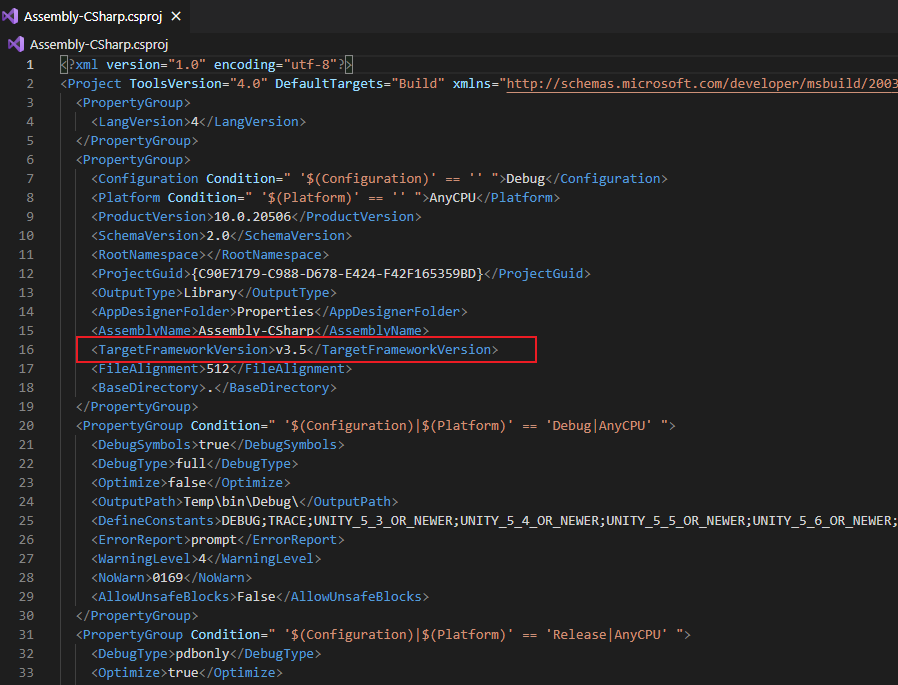 Assembly-CSharp.csproj ✕
Assembly-CSharp.csproj
1 <?xml version="1.0" encoding="utf-8"?>
2 <Project ToolsVersion="4.0" DefaultTargets="Build" xmlns="http://schemas.microsoft.com/developer/msbuild/2003
3 <PropertyGroup>
4 <LangVersion>4</LangVersion>
5 </PropertyGroup>
6 <PropertyGroup>
7 <Configuration Condition=" '$(Configuration)' == '' ">Debug</Configuration>
8 <Platform Condition=" '$(Platform)' == '' ">AnyCPU</Platform>
9 <ProductVersion>10.0.20506</ProductVersion>
10 <SchemaVersion>2.0</SchemaVersion>
11 <RootNamespace></RootNamespace>
12 <ProjectGuid>{C90E7179-C988-D678-E424-F42F165359BD}</ProjectGuid>
13 <OutputType>Library</OutputType>
14 <AppDesignerFolder>Properties</AppDesignerFolder>
15 <AssemblyName>Assembly-CSharp</AssemblyName>
16 <TargetFrameworkVersion>v3.5</TargetFrameworkVersion>
17 <FileAlignment>512</FileAlignment>
18 <BaseDirectory>.</BaseDirectory>
19 </PropertyGroup>
20 <PropertyGroup Condition=" '$(Configuration)|$(Platform)' == 'Debug|AnyCPU' ">
21 <DebugSymbols>true</DebugSymbols>
22 <DebugType>full</DebugType>
23 <Optimize>false</Optimize>
24 <OutputPath>Temp\bin\Debug\</OutputPath>
25 <DefineConstants>DEBUG;TRACE;UNITY_5_3_OR_NEWER;UNITY_5_4_OR_NEWER;UNITY_5_5_OR_NEWER;UNITY_5_6_OR_NEWER;
26 <ErrorReport>prompt</ErrorReport>
27 <WarningLevel>4</WarningLevel>
28 <NoWarn>0169</NoWarn>
29 <AllowUnsafeBlocks>False</AllowUnsafeBlocks>
30 </PropertyGroup>
31 <PropertyGroup Condition=" '$(Configuration)|$(Platform)' == 'Release|AnyCPU' ">
32 <DebugType>pdbonly</DebugType>
33 <Optimize>true</Optimize>